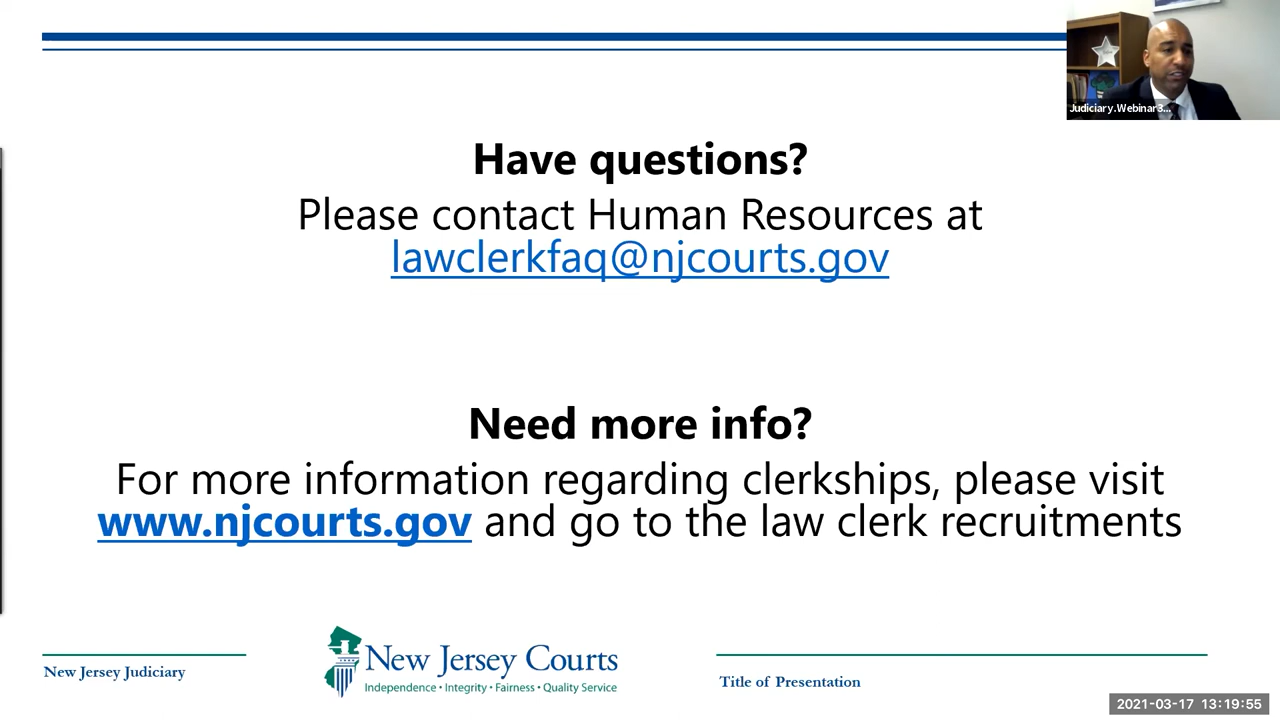 Judiciary.Webinar3...
Have questions?
Please contact Human Resources at
lawclerkfaq@njcourts.gov
Need more info?
For more information regarding clerkships, please visit
www.njcourts.gov and go to the law clerk recruitments
New Jersey Judiciary
New Jersey Courts
Independence • Integrity • Fairness • Quality Service
Title of Presentation
2021-03-17 13:19:55